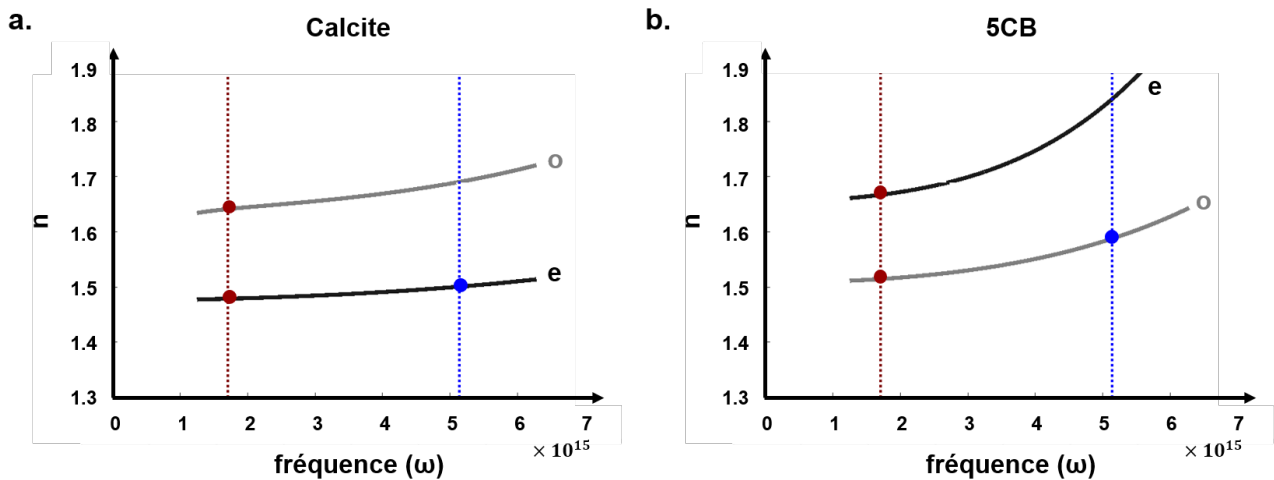 a.
Calcite
1.9
1.8
1.7
1.6
1.5
1.4
1.3
n
o
e
0 1 2 3 4 5 6 7
× 10¹⁵
fréquence (ω)
b.
5CB
1.9
1.8
1.7
1.6
1.5
1.4
1.3
n
e
o
0 1 2 3 4 5 6 7
× 10¹⁵
fréquence (ω)